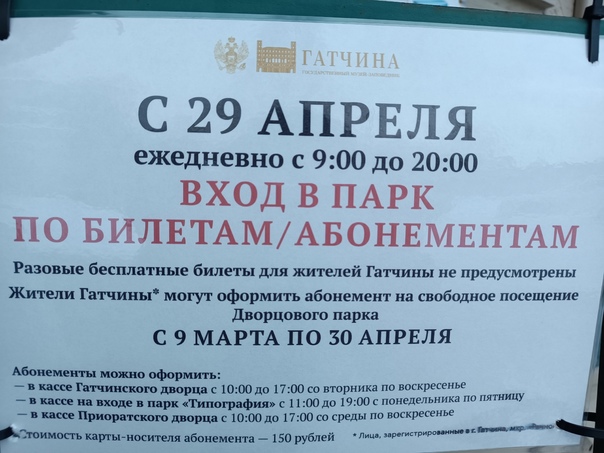 ГАТЧИНА
ГОСУДАРСТВЕННЫЙ МУЗЕЙ-ЗАПОВЕДНИК
С 29 АПРЕЛЯ
ежедневно с 9:00 до 20:00
ВХОД В ПАРК
ПО БИЛЕТАМ/АБОНЕМЕНТАМ
Разовые бесплатные билеты для жителей Гатчины не предусмотрены
Жители Гатчины* могут оформить абонемент на свободное посещение
Дворцового парка
С 9 МАРТА ПО 30 АПРЕЛЯ
Абонементы можно оформить:
— в кассе Гатчинского дворца с 10:00 до 17:00 со вторника по воскресенье
— в кассе на входе в парк «Типография» с 11:00 до 19:00 с понедельника по пятницу
— в кассе Приоратского дворца с 10:00 до 17:00 со среды по воскресенье
Стоимость карты-носителя абонемента — 150 рублей
* Лица, зарегистрированные в г. Гатчина, мкр.